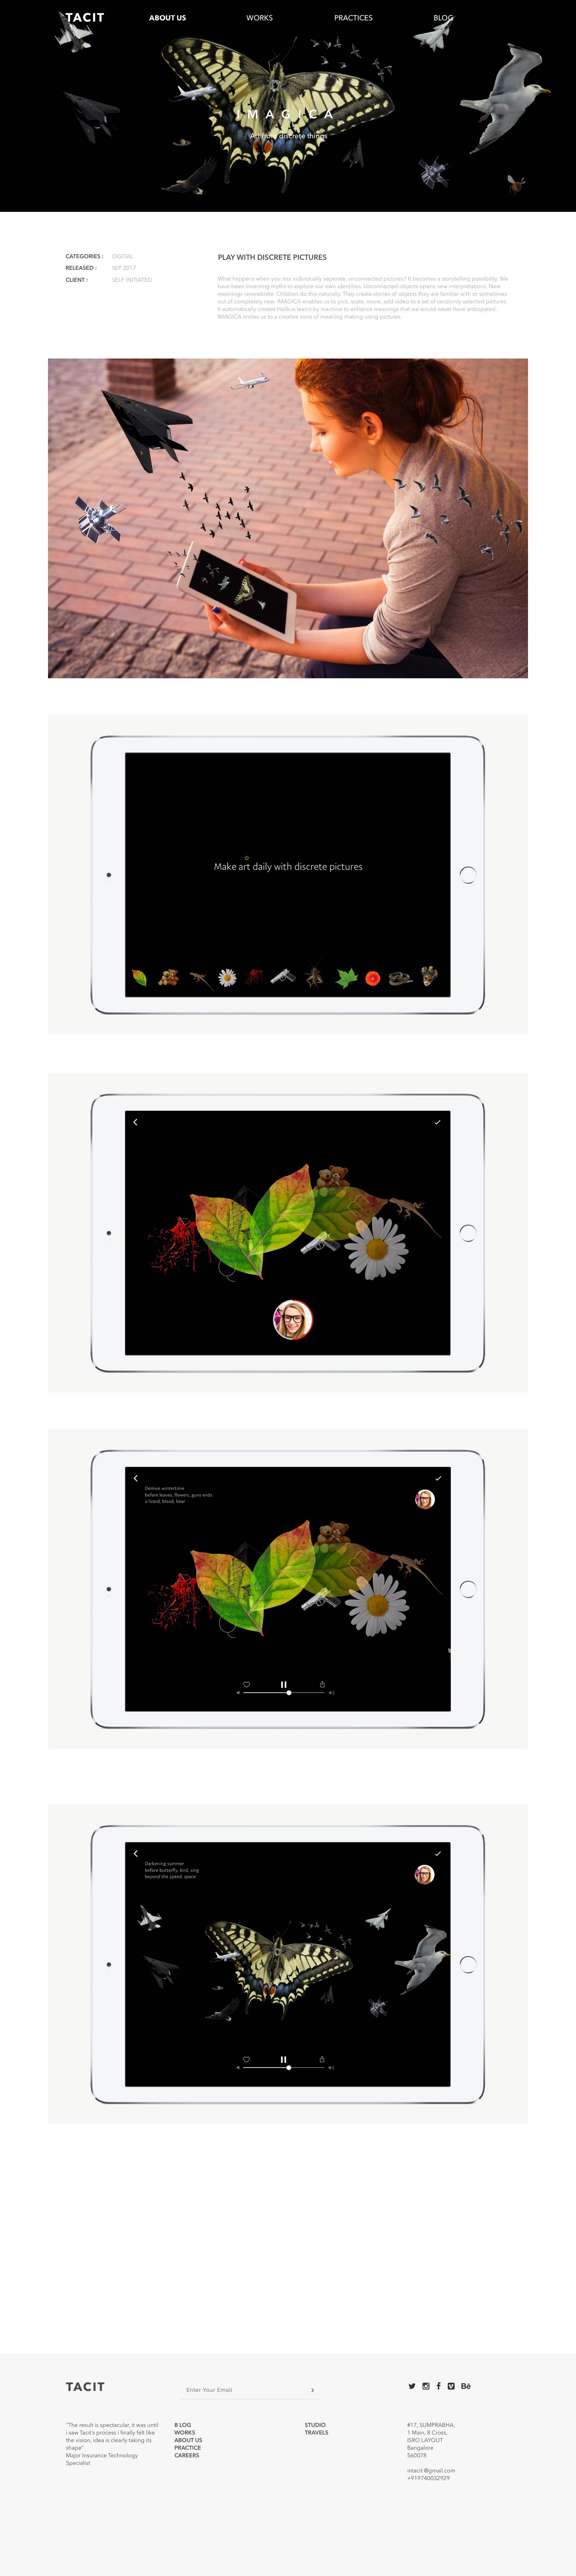 TACIT
ABOUT US
WORKS
PRACTICES
BLOG
IMAGICA
Art from discrete things
CATEGORIES : DIGITAL
RELEASED : SEP 2017
CLIENT : SELF INITIATED
PLAY WITH DISCRETE PICTURES
What happens when you mix individually seperate, unconnected pictures? It becomes a storytelling possibility. We
have been inventing myths to explore our own identities. Unconnected objects opens new interpretations. New
meanings reverebrate. Children do this naturally. They create stories of objects they are familiar with or sometimes
out of completely new. IMAGICA enables us to pick, scale, move, add video to a set of randomly selected pictures.
It automatically creates Haikus learnt by machine to enhance meanings that we would never have anticipated.
IMAGICA invites us to a creative zone of meaning making using pictures.
Make art daily with discrete pictures
Demise wintertime
before leaves, flowers, guns ends
a lizard, blood, bear
Darkening summer
before butterfly, bird, sing
beyond the speed, space
TACIT
Enter Your Email
Bē
"The result is spectacular, it was until
i saw Tacit's process i finally felt like
the vision, idea is clearly taking its
shape"
Major Insurance Technology
Specialist
B LOG
WORKS
ABOUT US
PRACTICE
CAREERS
STUDIO
TRAVELS
#17, SUMPRABHA,
1 Main, 8 Cross,
ISRO LAYOUT
Bangalore
560078
intacit@gmail.com
+919740032929